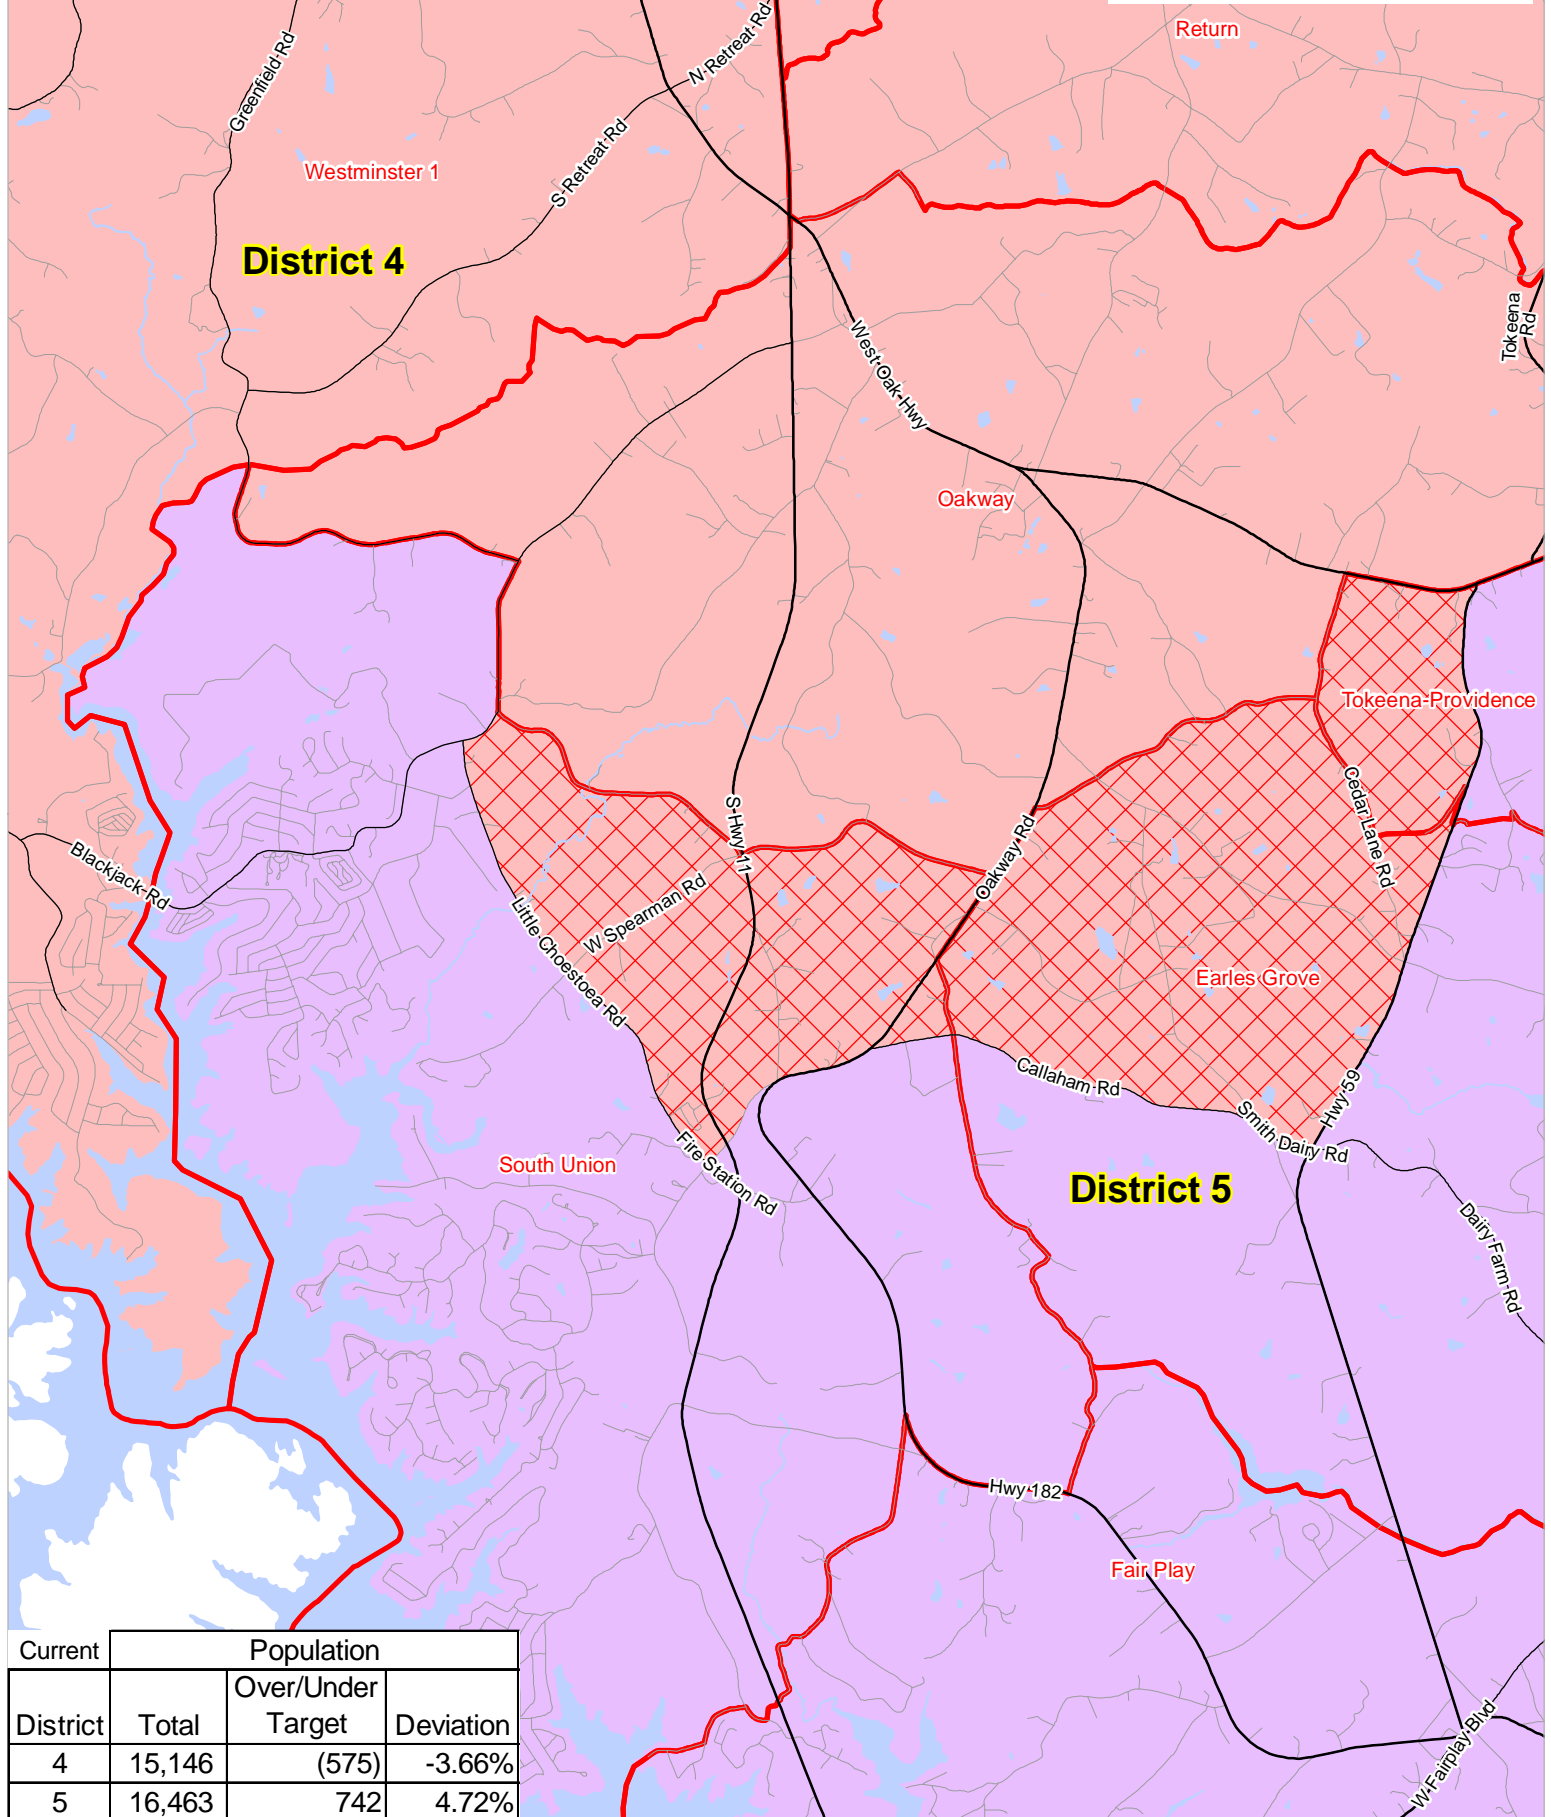 Return
Greenfield Rd
N Retreat Rd
S Retreat Rd
Westminster 1
District 4
Tokeena
Rd
West Oak Hwy
Oakway
Tokeena-Providence
Cedar Lane Rd
S Hwy 11
Oakway Rd
Blackjack Rd
W Spearman Rd
Little Choestoea Rd
Earles Grove
Callaham Rd
Hwy 59
Smith Dairy Rd
Fire Station Rd
South Union
District 5
Dairy Farm Rd
Hwy 182
Fair Play
W Fairplay Blvd
Current Population
District Total Over/Under Target Deviation
4 15,146 (575) -3.66%
5 16,463 742 4.72%